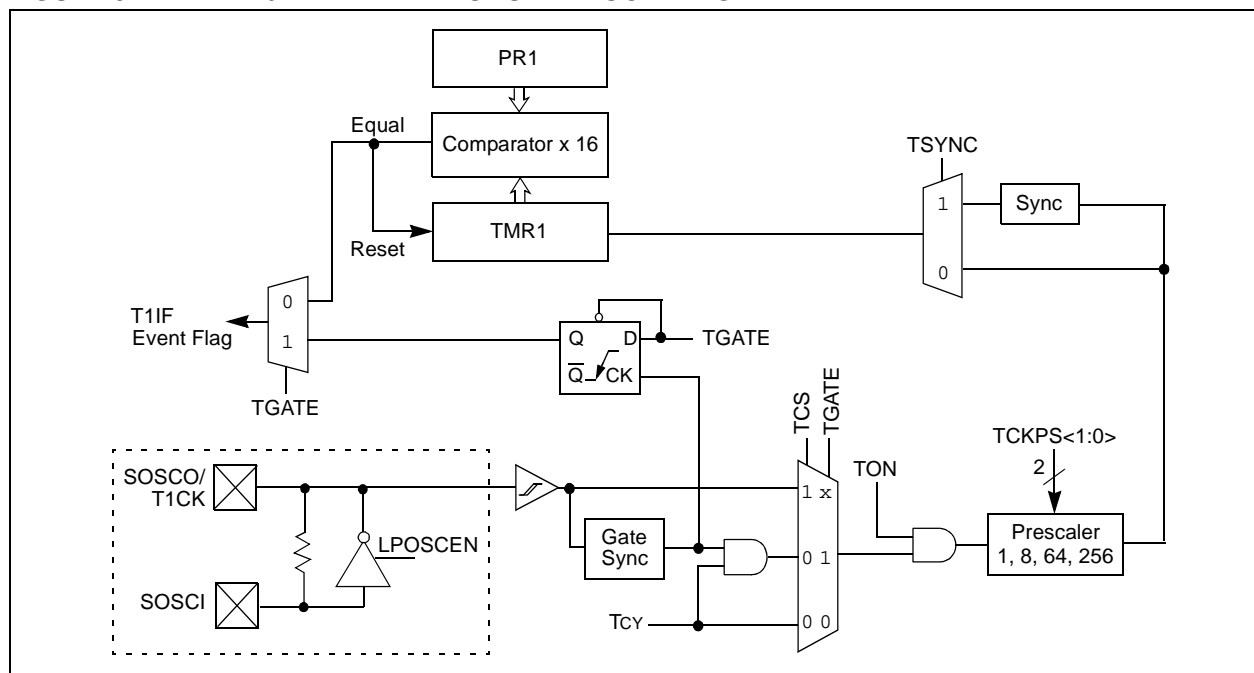 PR1
Equal
Comparator x 16
TSYNC
1
Sync
Reset
TMR1
0
0
T1IF
Event Flag
1
Q
D
TGATE
Q
CK
TGATE
TCS
TGATE
TCKPS<1:0>
2
TON
SOSCO/
T1CK
1 x
Prescaler
1, 8, 64, 256
LPOSCEN
Gate
Sync
0 1
SOSCI
TCY
0 0